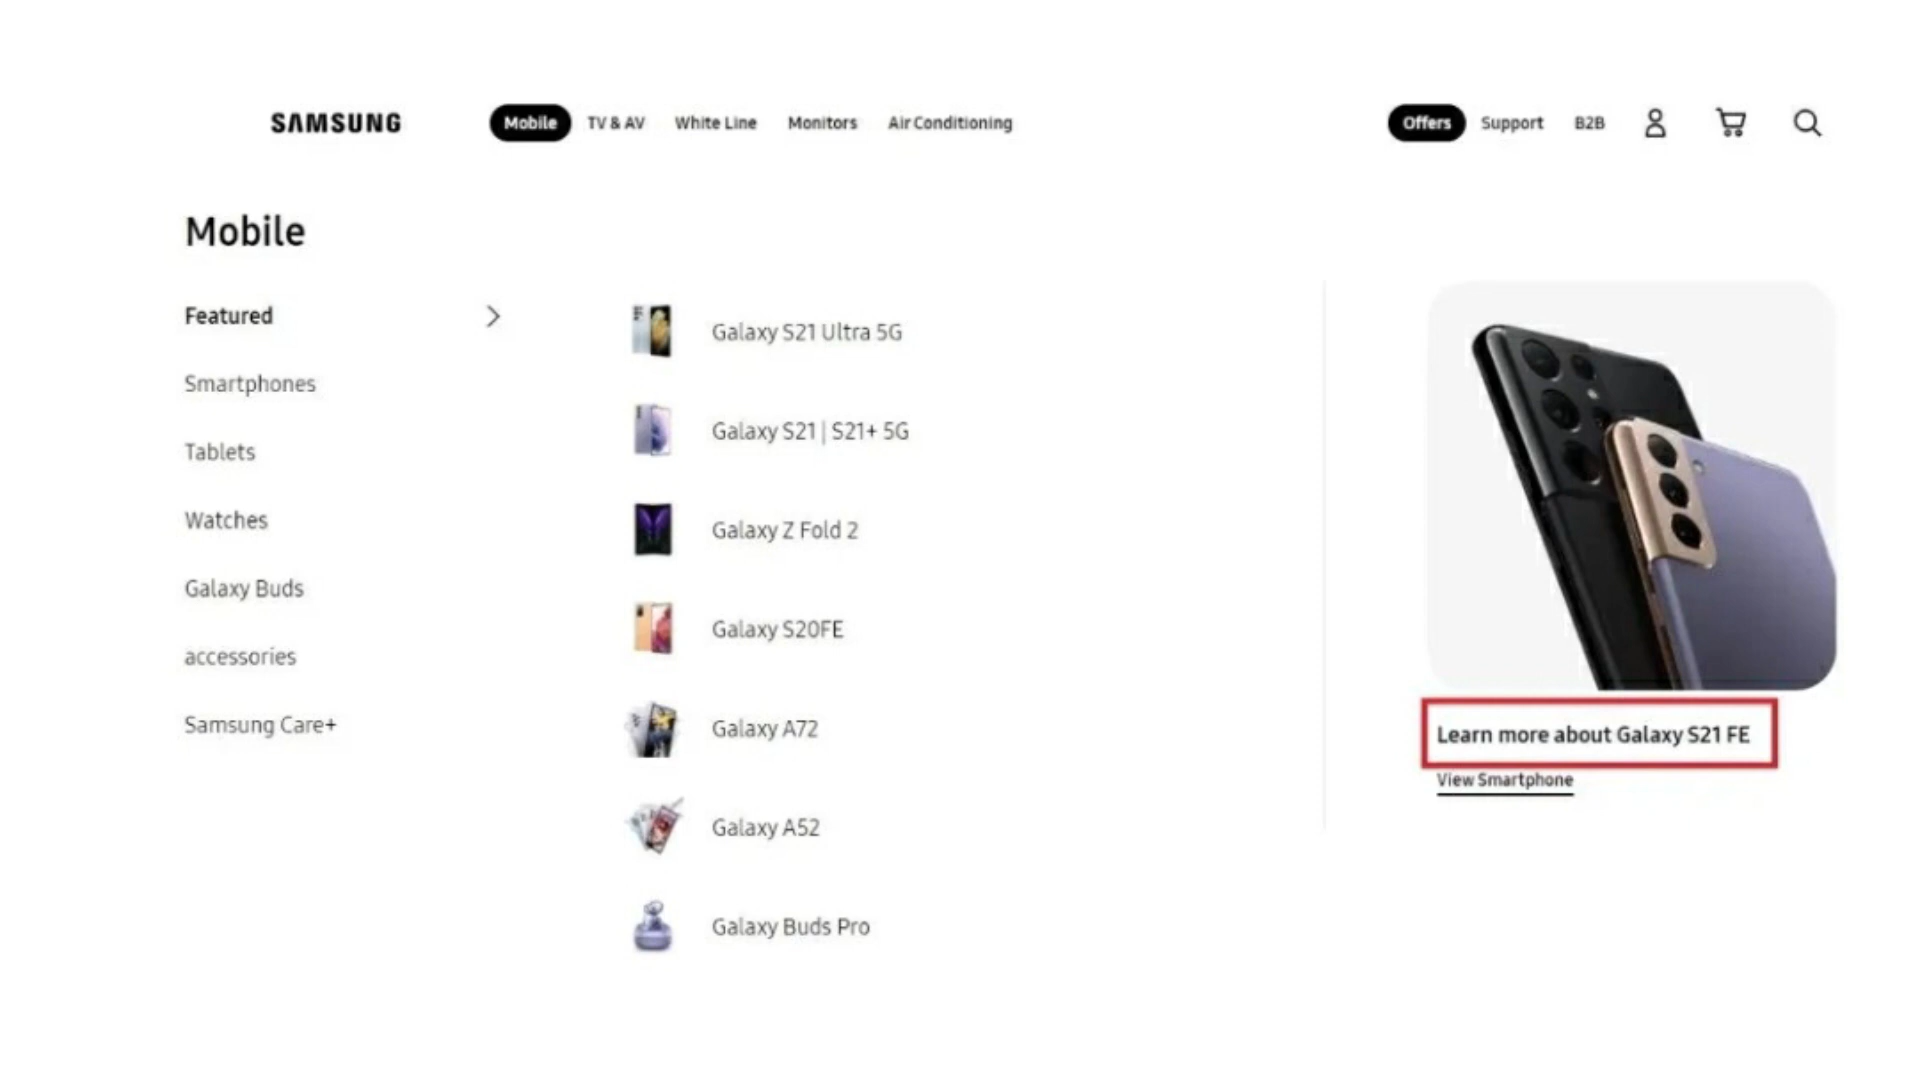 SAMSUNG
Mobile TV & AV White Line Monitors Air Conditioning
Offers Support B2B
Mobile
Featured
Smartphones
Tablets
Watches
Galaxy Buds
accessories
Samsung Care+
Galaxy S21 Ultra 5G
Galaxy S21 | S21+ 5G
Galaxy Z Fold 2
Galaxy S20FE
Galaxy A72
Galaxy A52
Galaxy Buds Pro
Learn more about Galaxy S21 FE
View Smartphone